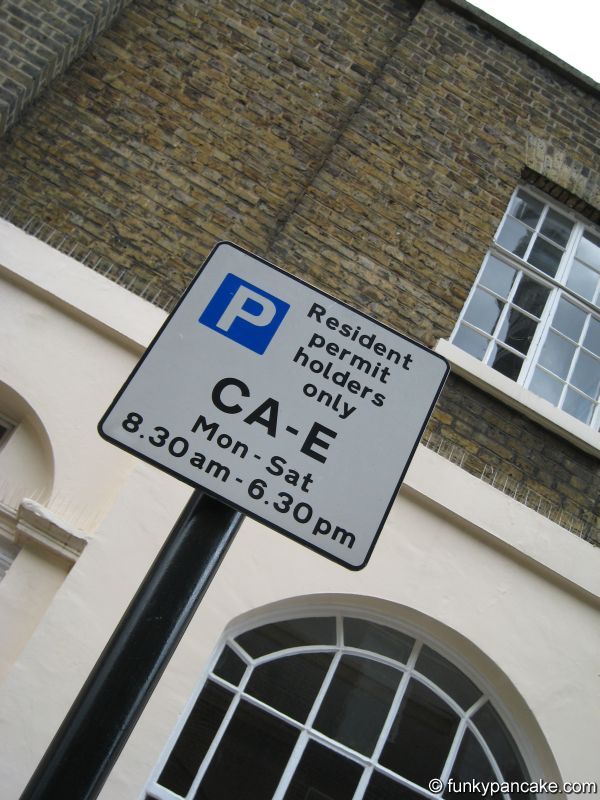 P
Resident
permit
holders
only
CA-E
Mon-Sat
8.30am-6.30pm
© funkypancake.com